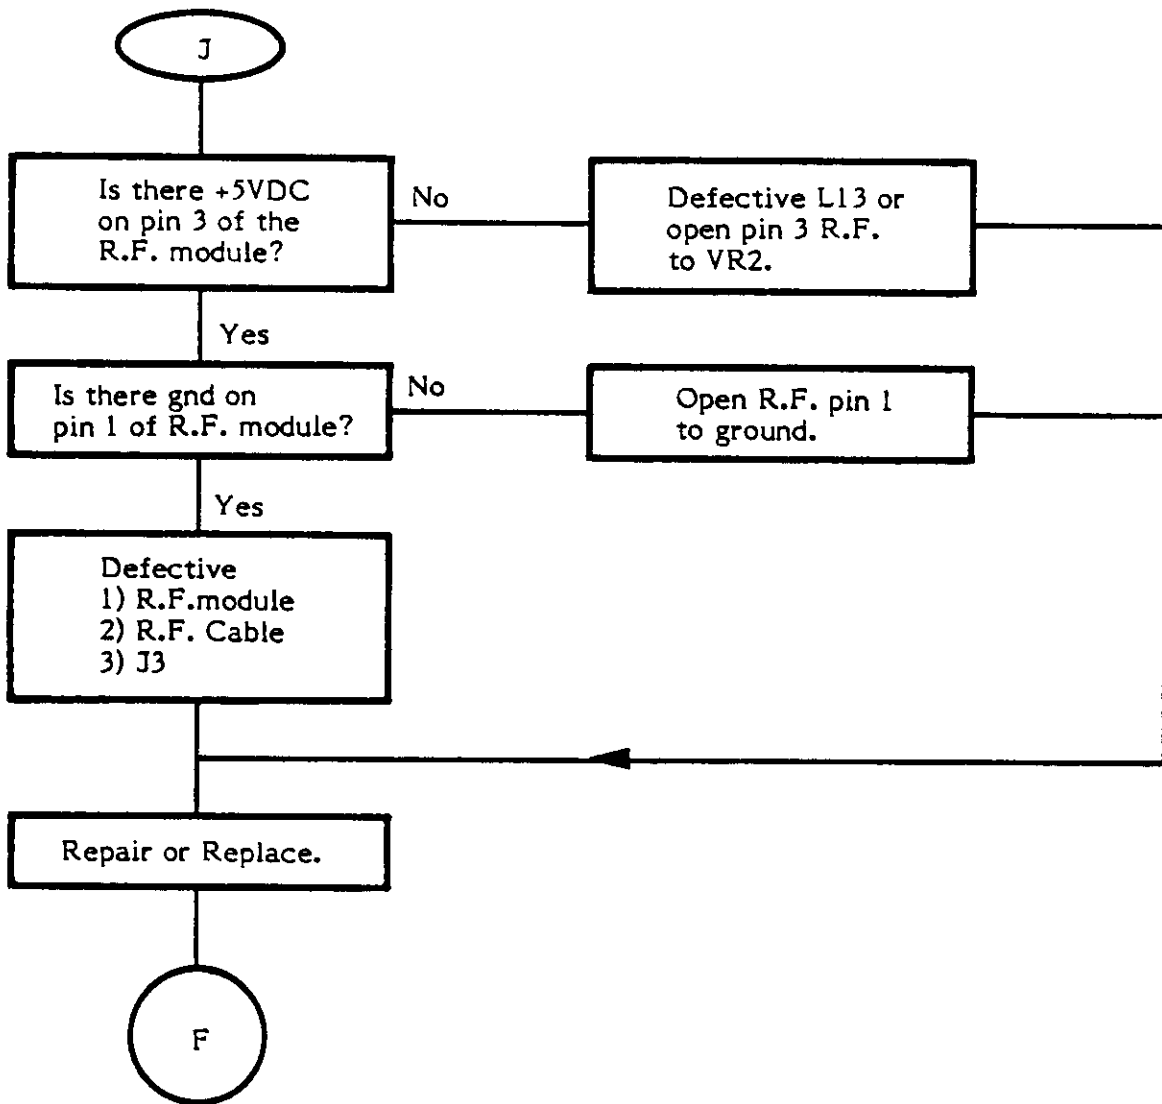 J
Is there +5VDC
on pin 3 of the
R.F. module?
No
Defective L13 or
open pin 3 R.F.
to VR2.
Yes
Is there gnd on
pin 1 of R.F. module?
No
Open R.F. pin 1
to ground.
Yes
Defective
1) R.F.module
2) R.F. Cable
3) J3
Repair or Replace.
F